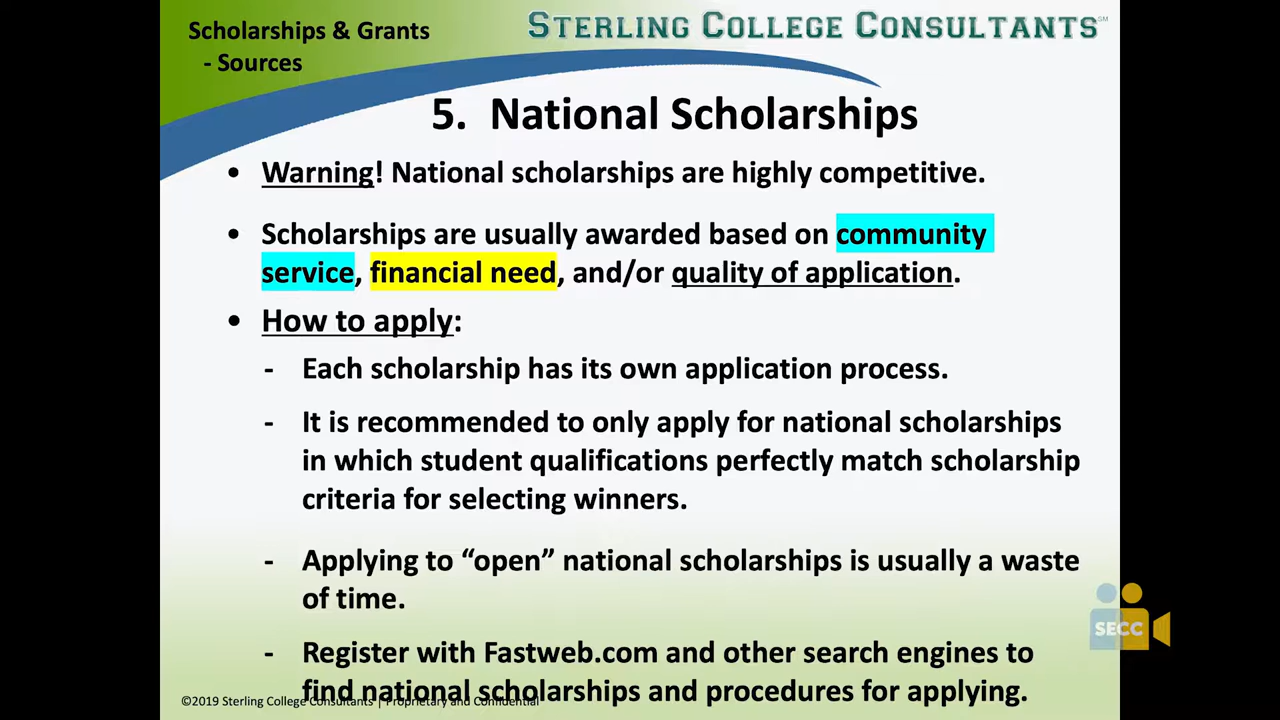 Scholarships & Grants
- Sources
STERLING COLLEGE CONSULTANTS℠
5. National Scholarships
• Warning! National scholarships are highly competitive.
• Scholarships are usually awarded based on community
service, financial need, and/or quality of application.
• How to apply:
- Each scholarship has its own application process.
- It is recommended to only apply for national scholarships
in which student qualifications perfectly match scholarship
criteria for selecting winners.
- Applying to “open” national scholarships is usually a waste
of time.
SECC
- Register with Fastweb.com and other search engines to
find national scholarships and procedures for applying.
©2019 Sterling College Consultants | Proprietary and Confidential